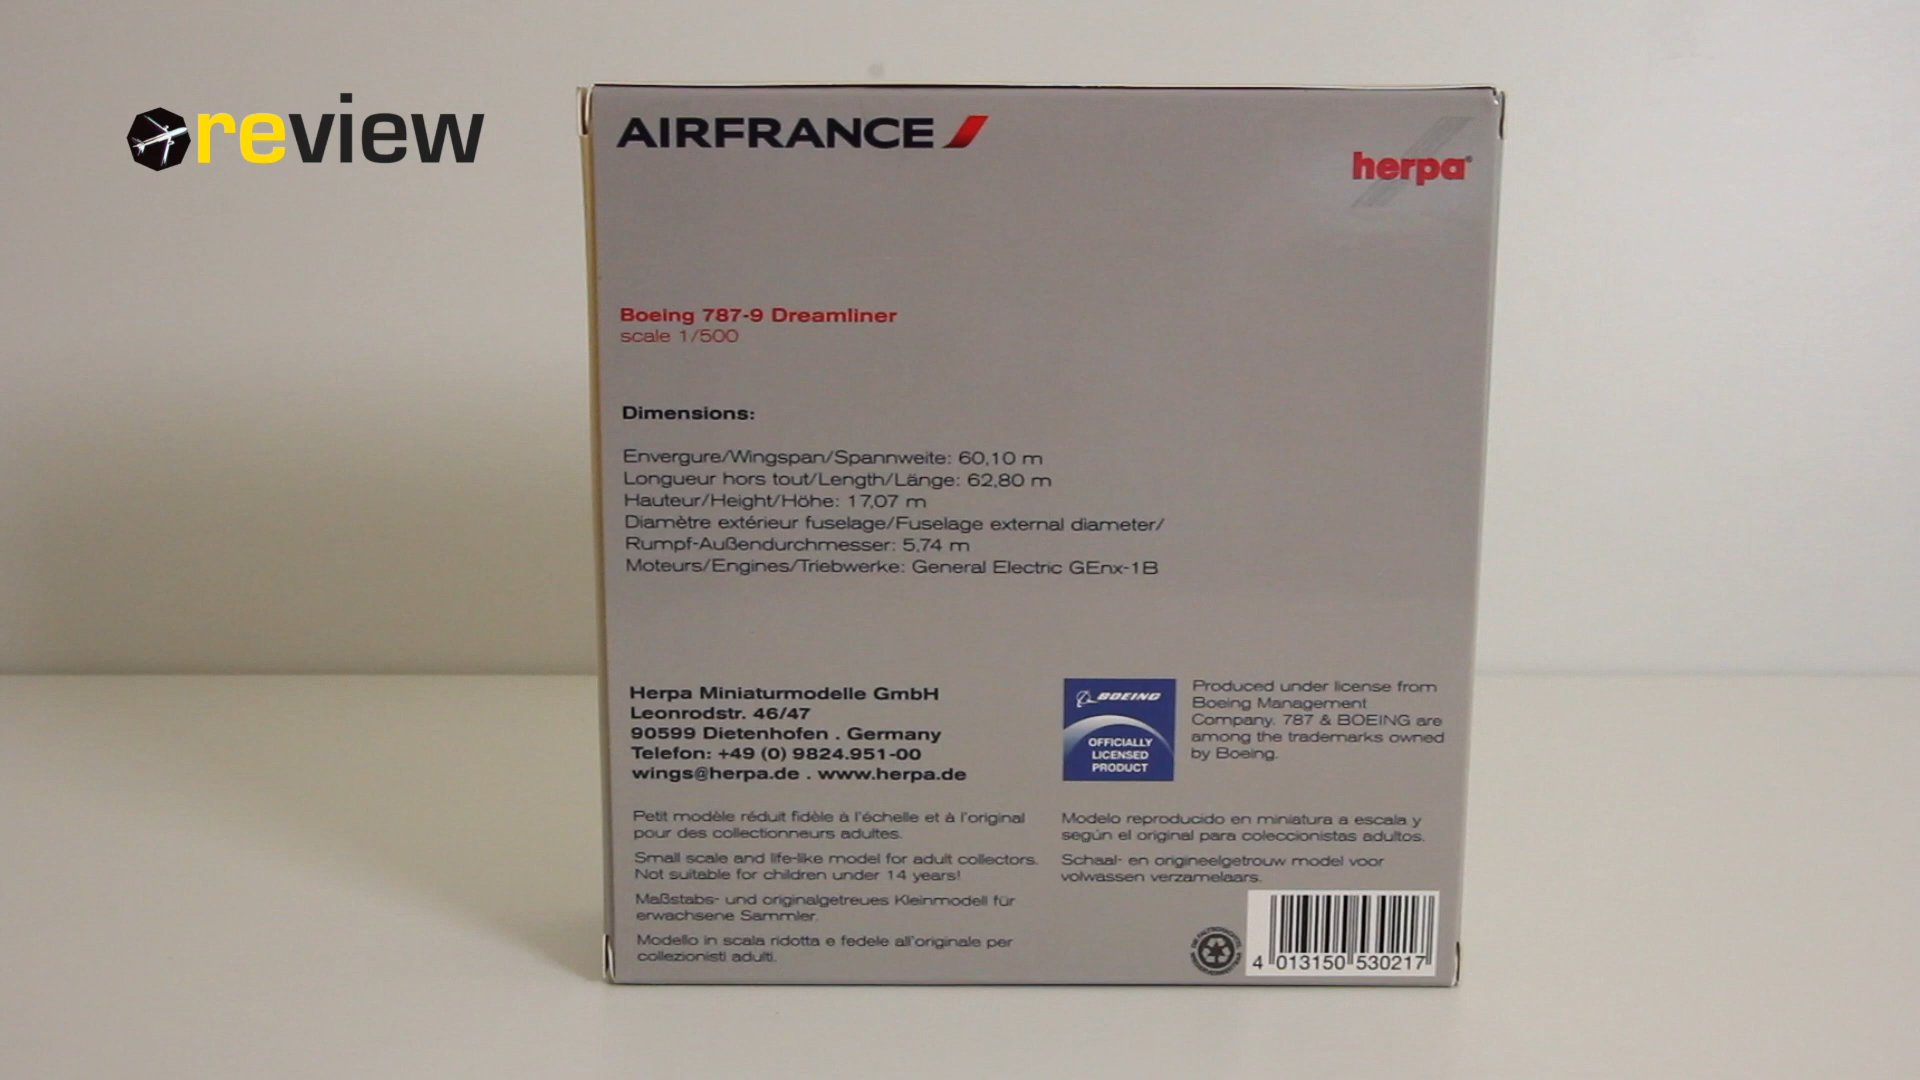 review
AIRFRANCE
herpa®
Boeing 787-9 Dreamliner
scale 1/500
Dimensions:
Envergure/Wingspan/Spannweite: 60,10 m
Longueur hors tout/Length/Länge: 62,80 m
Hauteur/Height/Höhe: 17,07 m
Diamètre extérieur fuselage/Fuselage external diameter/
Rumpf-Außendurchmesser: 5,74 m
Moteurs/Engines/Triebwerke: General Electric GEnx-1B
Herpa Miniaturmodelle GmbH
Leonrodstr. 46/47
90599 Dietenhofen . Germany
Telefon: +49 (0) 9824.951-00
wings@herpa.de . www.herpa.de
BOEING
OFFICIALLY
LICENSED
PRODUCT
Produced under license from
Boeing Management
Company. 787 & BOEING are
among the trademarks owned
by Boeing.
Petit modèle réduit fidèle à l'échelle et à l'original
pour des collectionneurs adultes.
Small scale and life-like model for adult collectors.
Not suitable for children under 14 years!
Maßstabs- und originalgetreues Kleinmodell für
erwachsene Sammler.
Modello in scala ridotta e fedele all'originale per
collezionisti adulti.
Modelo reproducido en miniatura a escala y
según el original para coleccionistas adultos.
Schaal- en origineelgetrouw model voor
volwassen verzamelaars.
4 013150 530217